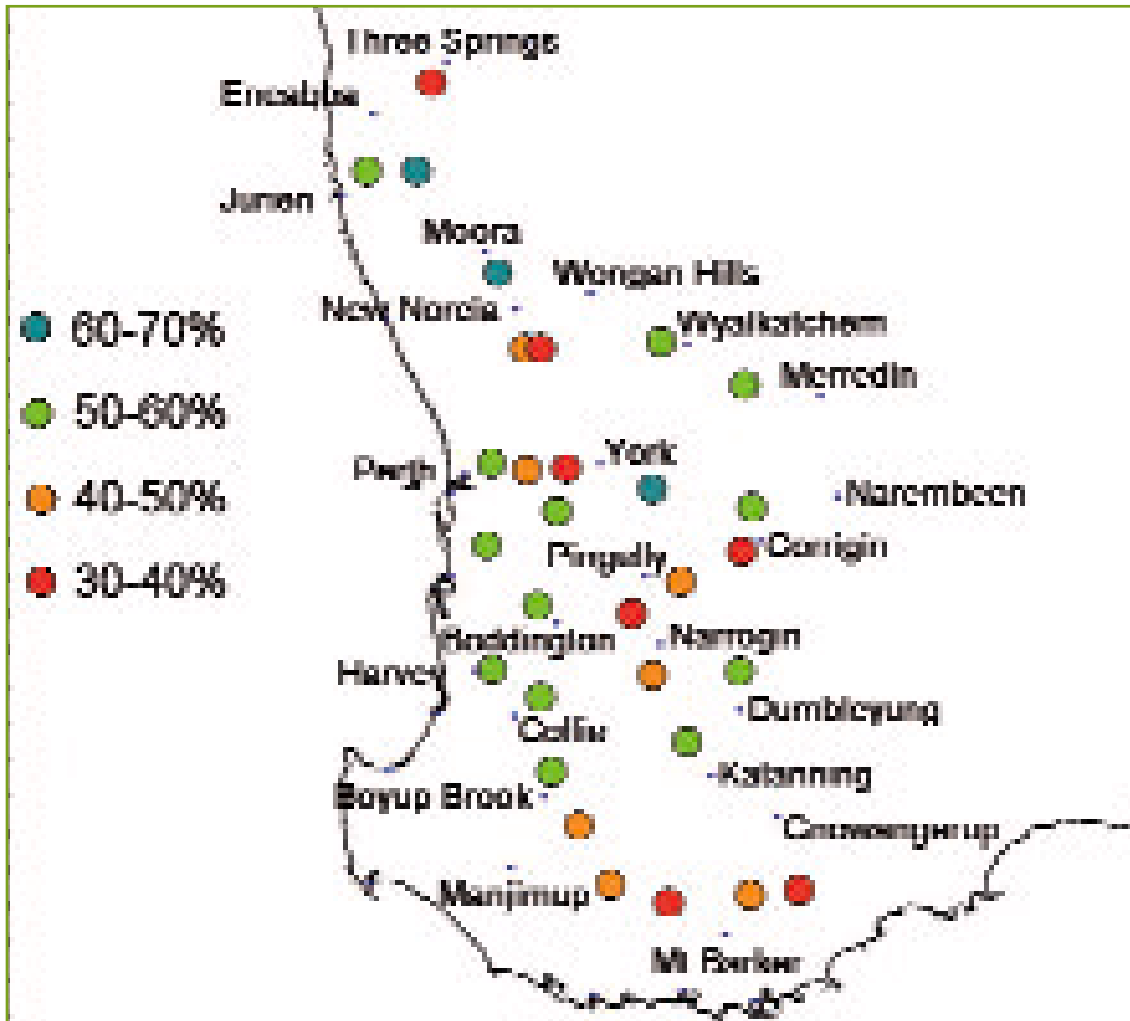 Three Springs
Eneabba
Jurien
Moora
Wongan Hills
New Norcia
Wyalkatchem
60-70%
Merredin
50-60%
York
Perth
40-50%
Narembeen
Corrigin
Pingelly
30-40%
Boddington
Narrogin
Harvey
Dumbleyung
Collie
Katanning
Boyup Brook
Gnowangerup
Manjimup
Mt Barker